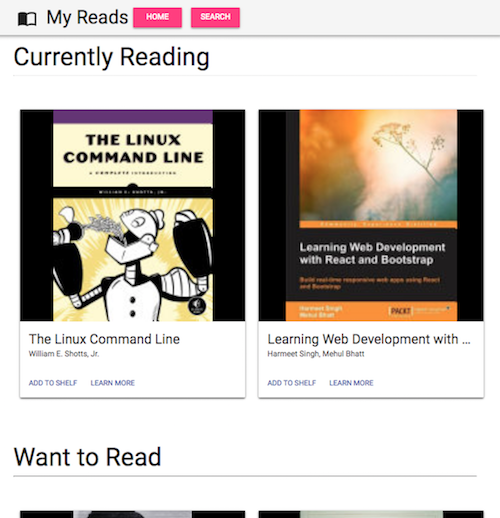 My Reads
HOME
SEARCH
Currently Reading
THE LINUX
COMMAND LINE
A COMPLETE INTRODUCTION
WILLIAM E. SHOTTS, JR.
Learning Web Development
with React and Bootstrap
Build real-time responsive web apps using React
and Bootstrap
Harmeet Singh
Mehul Bhatt
PACKT
The Linux Command Line
William E. Shotts, Jr.
ADD TO SHELF
LEARN MORE
Learning Web Development with ...
Harmeet Singh, Mehul Bhatt
ADD TO SHELF
LEARN MORE
Want to Read